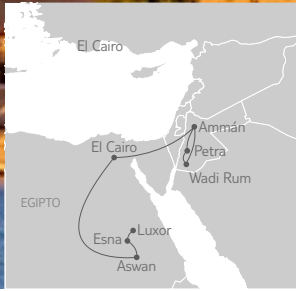 El Cairo
Ammán
El Cairo
Petra
Wadi Rum
EGIPTO
Luxor
Esna
Aswan